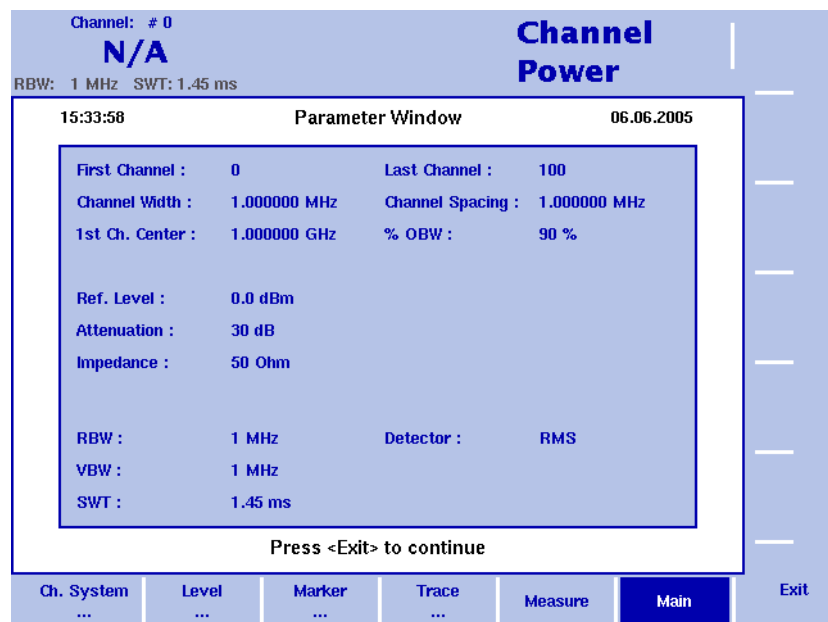 Channel: # 0
N/A
RBW: 1 MHz SWT: 1.45 ms
Channel
Power
15:33:58 Parameter Window 06.06.2005
First Channel : 0 Last Channel : 100
Channel Width : 1.000000 MHz Channel Spacing : 1.000000 MHz
1st Ch. Center : 1.000000 GHz % OBW : 90 %
Ref. Level : 0.0 dBm
Attenuation : 30 dB
Impedance : 50 Ohm
RBW : 1 MHz Detector : RMS
VBW : 1 MHz
SWT : 1.45 ms
Press <Exit> to continue
Ch. System ... Level ... Marker ... Trace ... Measure Main Exit